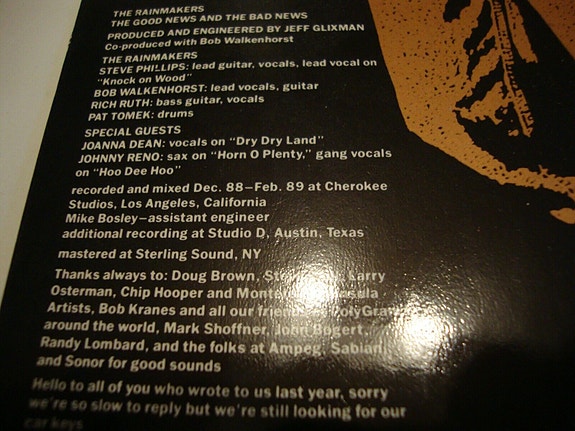 THE RAINMAKERS
THE GOOD NEWS AND THE BAD NEWS
PRODUCED AND ENGINEERED BY JEFF GLIXMAN
Co-produced with Bob Walkenhorst
THE RAINMAKERS
STEVE PHILLIPS: lead guitar, vocals, lead vocal on
"Knock on Wood"
BOB WALKENHORST: lead vocals, guitar
RICH RUTH: bass guitar, vocals
PAT TOMEK: drums
SPECIAL GUESTS
JOANNA DEAN: vocals on "Dry Dry Land"
JOHNNY RENO: sax on "Horn O Plenty," gang vocals
on "Hoo Dee Hoo"
recorded and mixed Dec. 88–Feb. 89 at Cherokee
Studios, Los Angeles, California
Mike Bosley–assistant engineer
additional recording at Studio D, Austin, Texas
mastered at Sterling Sound, NY
Thanks always to: Doug Brown, Larry
Osterman, Chip Hooper and Monterey Peninsula
Artists, Bob Kranes and all our friends at PolyGram
around the world, Mark Shoffner, John Bogert,
Randy Lombard, and the folks at Ampeg, Sabian,
and Sonor for good sounds
Hello to all of you who wrote to us last year, sorry
we're so slow to reply but we're still looking for our
car keys